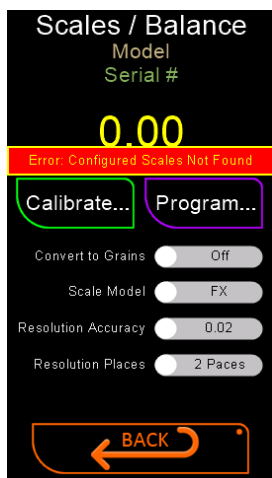 Scales / Balance
Model
Serial #
0.00
Error: Configured Scales Not Found
Calibrate... Program...
Convert to Grains Off
Scale Model FX
Resolution Accuracy 0.02
Resolution Places 2 Paces
BACK